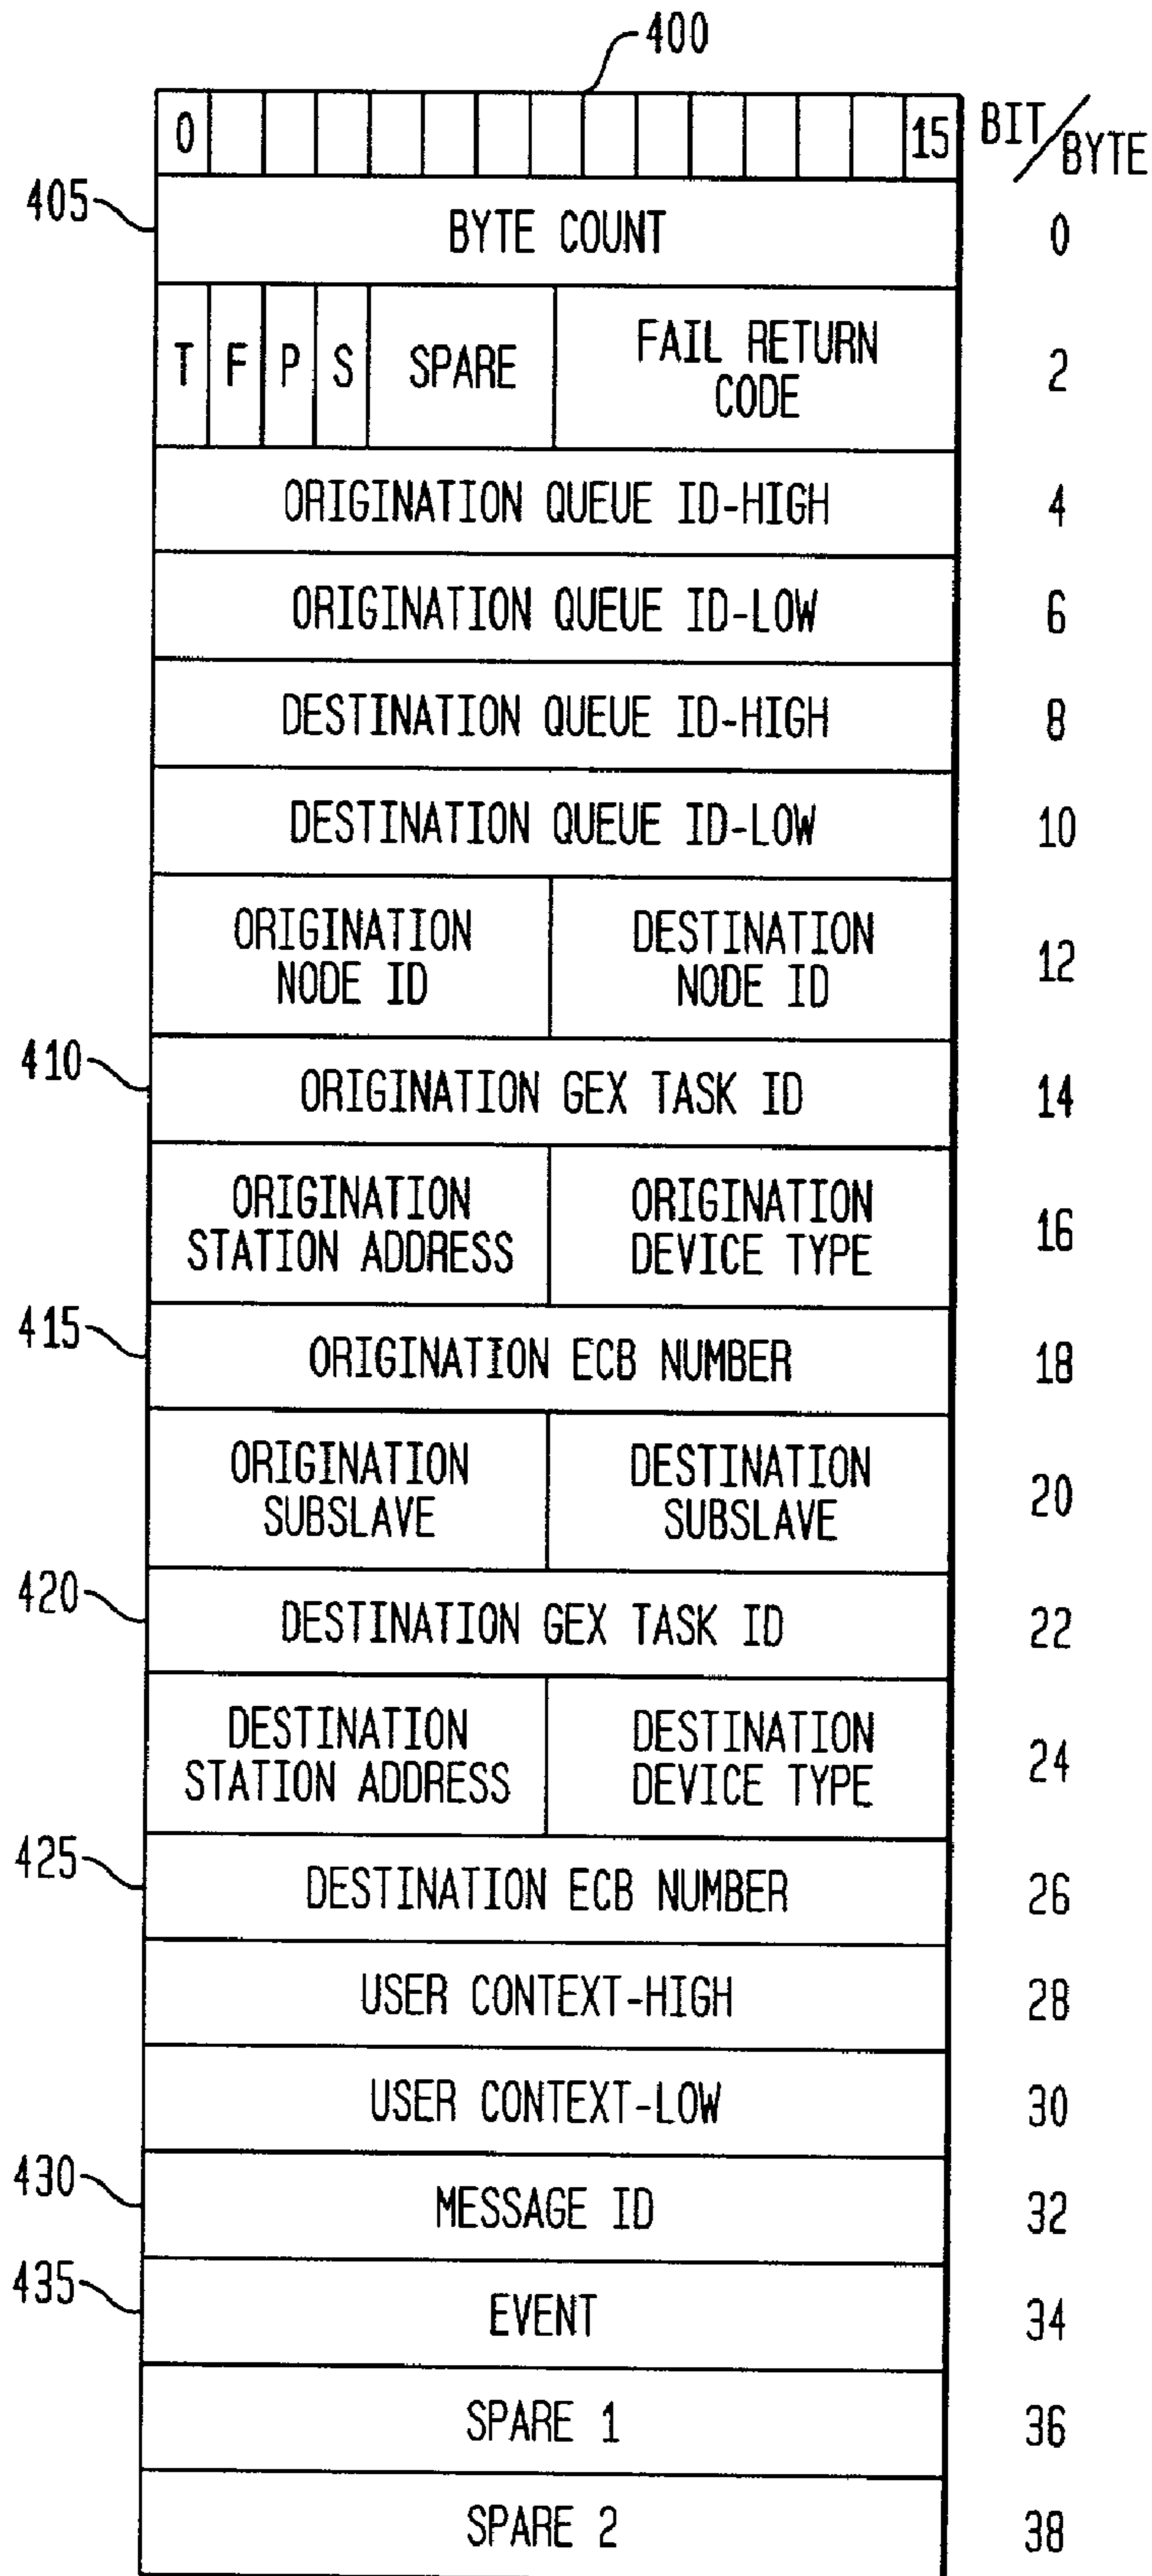 400
0 15 BIT/BYTE
405 BYTE COUNT 0
T F P S SPARE FAIL RETURN CODE 2
ORIGINATION QUEUE ID-HIGH 4
ORIGINATION QUEUE ID-LOW 6
DESTINATION QUEUE ID-HIGH 8
DESTINATION QUEUE ID-LOW 10
ORIGINATION NODE ID DESTINATION NODE ID 12
410 ORIGINATION GEX TASK ID 14
ORIGINATION STATION ADDRESS ORIGINATION DEVICE TYPE 16
415 ORIGINATION ECB NUMBER 18
ORIGINATION SUBSLAVE DESTINATION SUBSLAVE 20
420 DESTINATION GEX TASK ID 22
DESTINATION STATION ADDRESS DESTINATION DEVICE TYPE 24
425 DESTINATION ECB NUMBER 26
USER CONTEXT-HIGH 28
USER CONTEXT-LOW 30
430 MESSAGE ID 32
435 EVENT 34
SPARE 1 36
SPARE 2 38